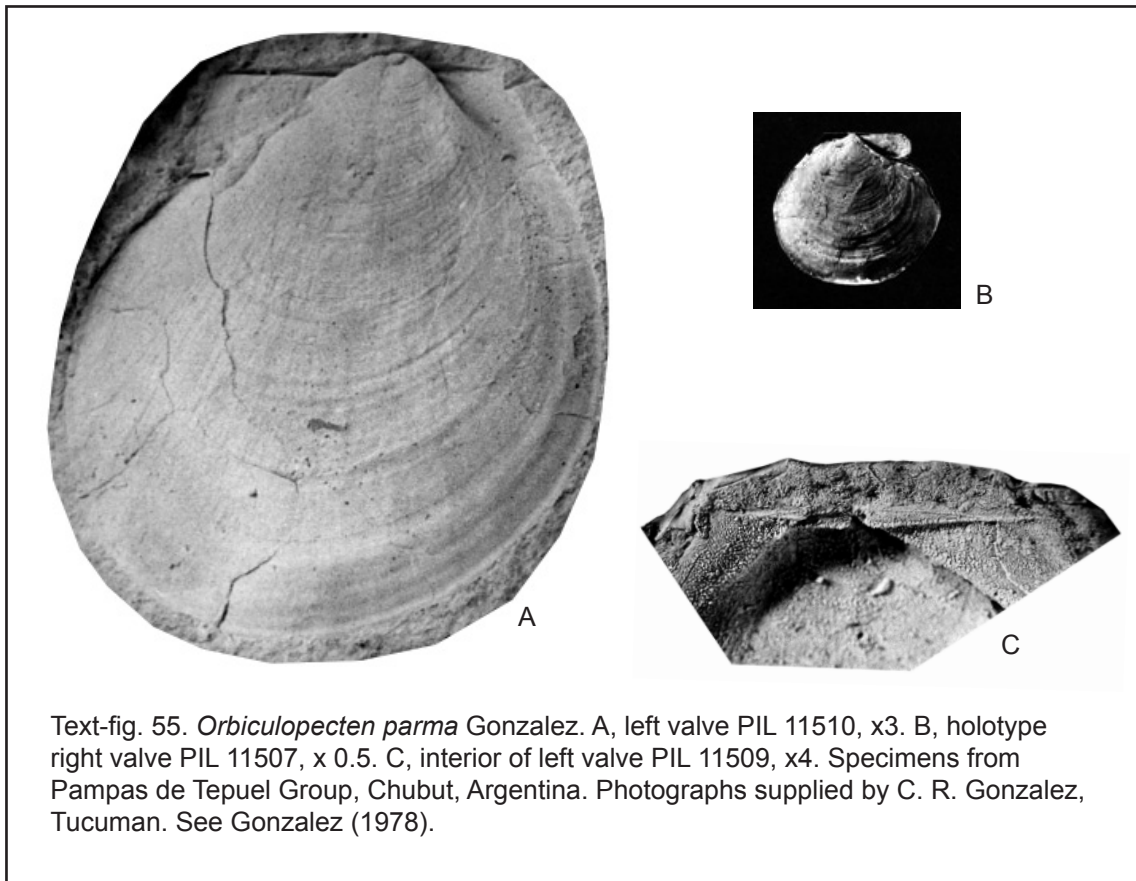 A
B
C
Text-fig. 55. Orbiculopecten parma Gonzalez. A, left valve PIL 11510, x3. B, holotype
right valve PIL 11507, x 0.5. C, interior of left valve PIL 11509, x4. Specimens from
Pampas de Tepuel Group, Chubut, Argentina. Photographs supplied by C. R. Gonzalez,
Tucuman. See Gonzalez (1978).